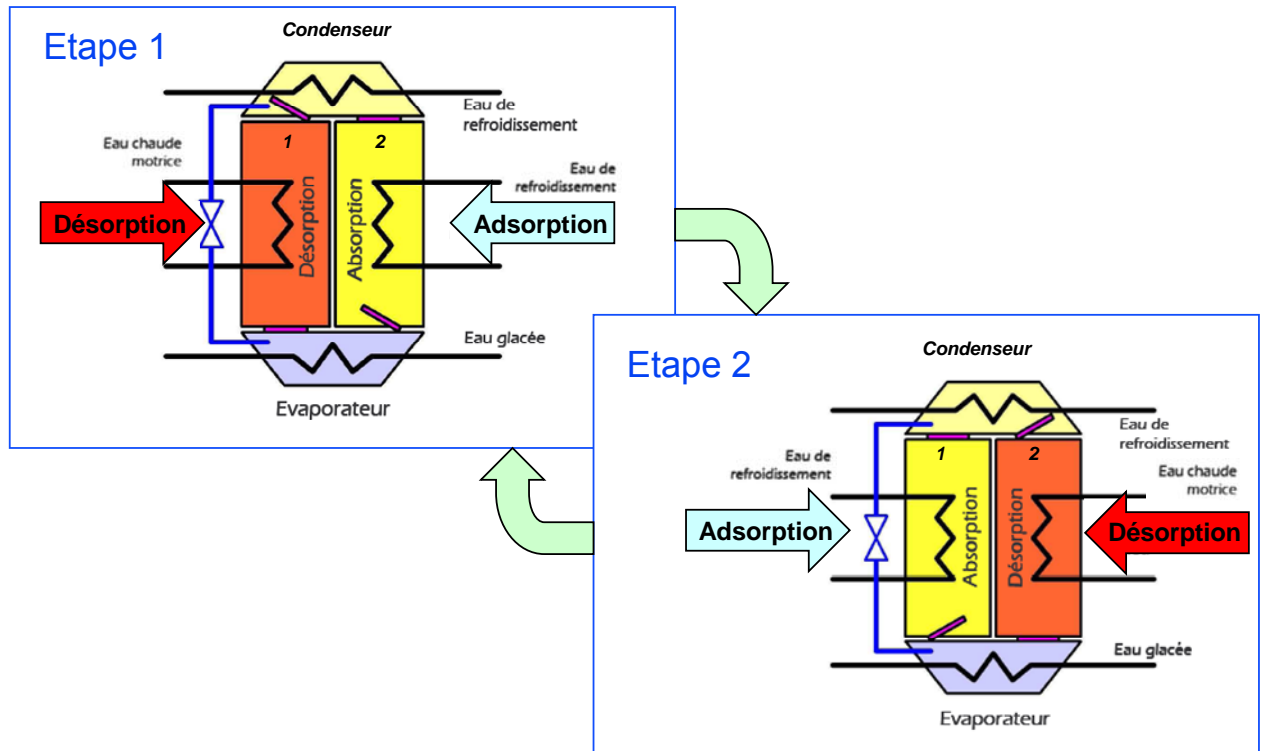 Etape 1
Condenseur
Eau de
refroidissement
Eau chaude
motrice
1
2
Eau de
refroidissement
Désorption
Désorption
Absorption
Adsorption
Eau glacée
Evaporateur
Etape 2
Condenseur
Eau de
refroidissement
Eau de
refroidissement
1
2
Eau chaude
motrice
Adsorption
Absorption
Désorption
Désorption
Eau glacée
Evaporateur